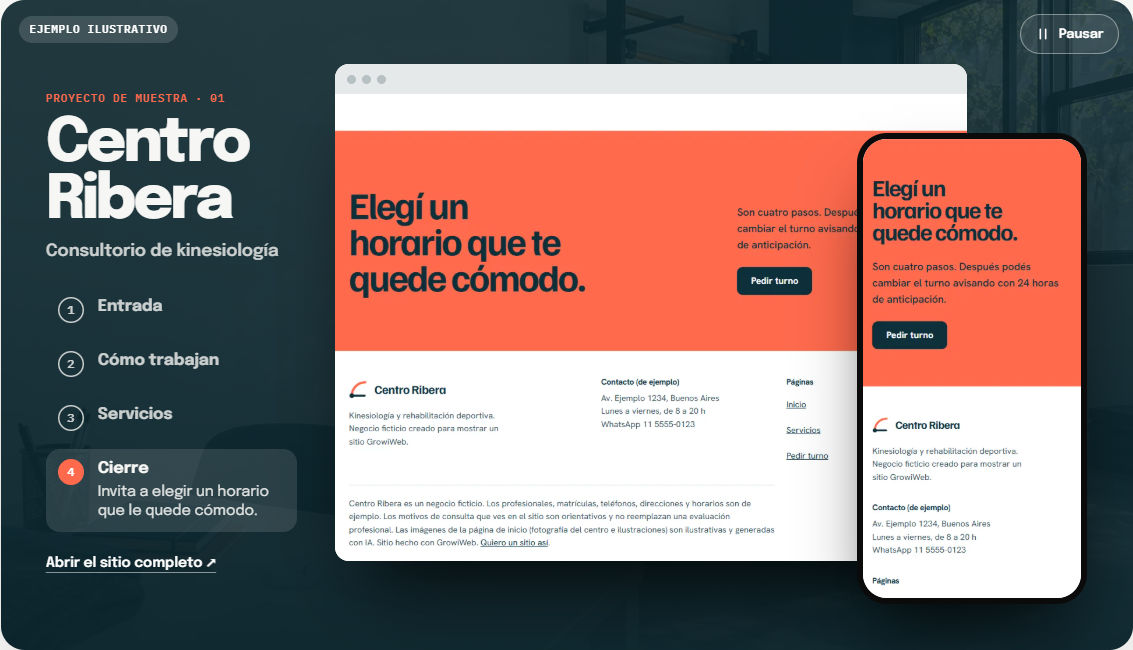 EJEMPLO ILUSTRATIVO
Pausar
PROYECTO DE MUESTRA · 01
Centro
Ribera
Consultorio de kinesiología
1 Entrada
2 Cómo trabajan
3 Servicios
4 Cierre
Invita a elegir un horario
que le quede cómodo.
Abrir el sitio completo ↗
Elegí un
horario que te
quede cómodo.
Son cuatro pasos. Despué
cambiar el turno avisando
de anticipación.
Pedir turno
Centro Ribera
Kinesiología y rehabilitación deportiva.
Negocio ficticio creado para mostrar un
sitio GrowiWeb.
Contacto (de ejemplo)
Av. Ejemplo 1234, Buenos Aires
Lunes a viernes, de 8 a 20 h
WhatsApp 11 5555-0123
Páginas
Inicio
Servicios
Pedir turno
Centro Ribera es un negocio ficticio. Los profesionales, matrículas, teléfonos, direcciones y horarios son de
ejemplo. Los motivos de consulta que ves en el sitio son orientativos y no reemplazan una evaluación
profesional. Las imágenes de la página de inicio (fotografía del centro e ilustraciones) son ilustrativas y generadas
con IA. Sitio hecho con GrowiWeb. Quiero un sitio así.
Elegí un
horario que te
quede cómodo.
Son cuatro pasos. Después podés
cambiar el turno avisando con 24 horas
de anticipación.
Pedir turno
Centro Ribera
Kinesiología y rehabilitación deportiva.
Negocio ficticio creado para mostrar un
sitio GrowiWeb.
Contacto (de ejemplo)
Av. Ejemplo 1234, Buenos Aires
Lunes a viernes, de 8 a 20 h
WhatsApp 11 5555-0123
Páginas